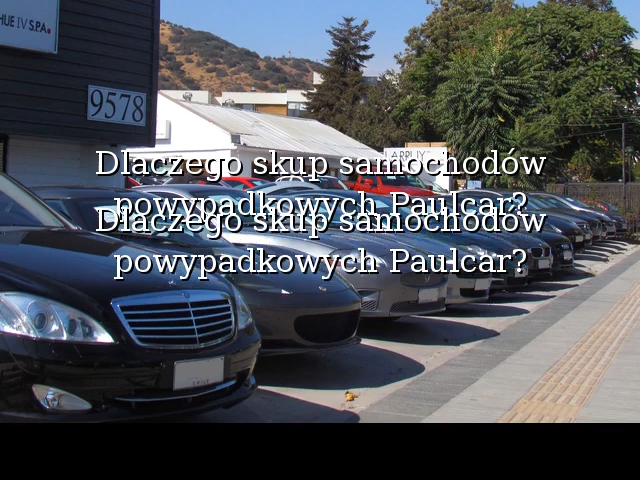 HUE IV S.P.A.
9578
Dlaczego skup samochodów
powypadkowych Paulcar?
Dlaczego skup samochodów
powypadkowych Paulcar?